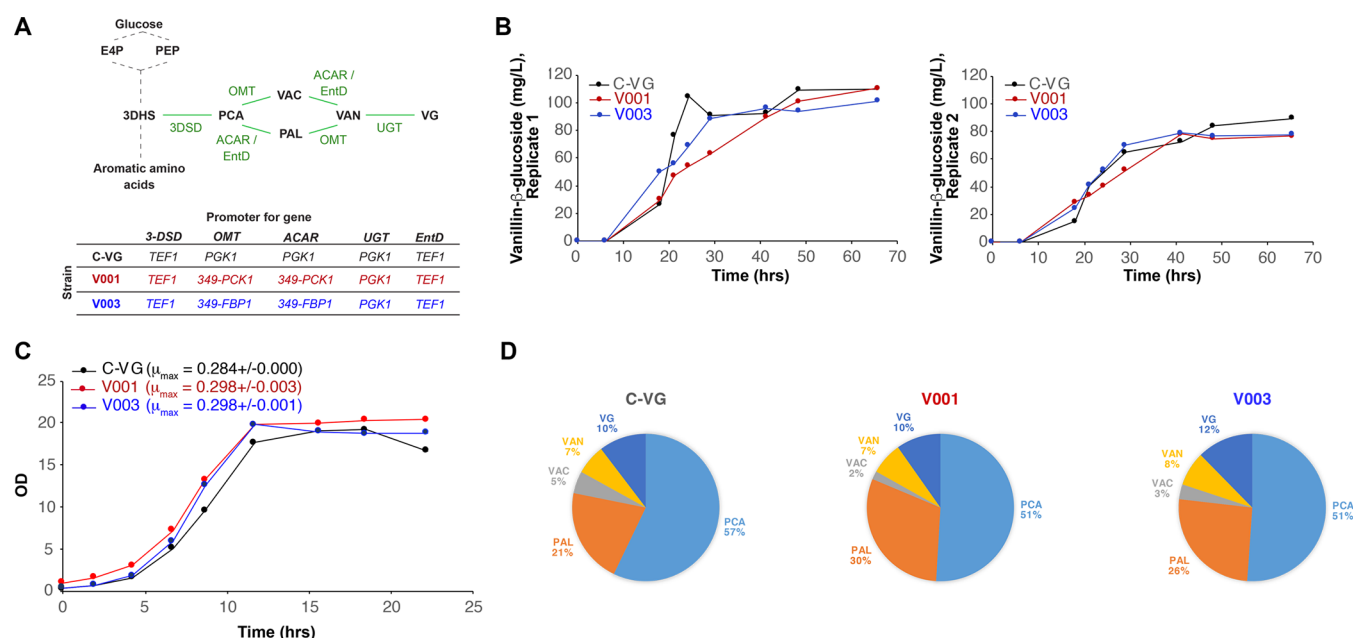 A
Glucose
E4P PEP
ACAR /
EntD
OMT VAC
3DHS PCA VAN VG
3DSD PAL UGT
ACAR /
EntD
OMT
Aromatic amino
acids
Promoter for gene
3-DSD OMT ACAR UGT EntD
Strain
C-VG TEF1 PGK1 PGK1 PGK1 TEF1
V001 TEF1 349-PCK1 349-PCK1 PGK1 TEF1
V003 TEF1 349-FBP1 349-FBP1 PGK1 TEF1
B
Vanillin-β-glucoside (mg/L),
Replicate 1
120
100
80
60
40
20
0
C-VG
V001
V003
0 10 20 30 40 50 60 70
Time (hrs)
Vanillin-β-glucoside (mg/L),
Replicate 2
120
100
80
60
40
20
0
C-VG
V001
V003
0 10 20 30 40 50 60 70
Time (hrs)
C
C-VG (μmax = 0.284+/-0.000)
V001 (μmax = 0.298+/-0.003)
V003 (μmax = 0.298+/-0.001)
OD
25
20
15
10
5
0
0 5 10 15 20 25
Time (hrs)
D
C-VG
VG
10%
VAN
7%
VAC
5%
PAL
21%
PCA
57%
V001
VG
10%
VAN
7%
VAC
2%
PAL
30%
PCA
51%
V003
VG
12%
VAN
8%
VAC
3%
PAL
26%
PCA
51%